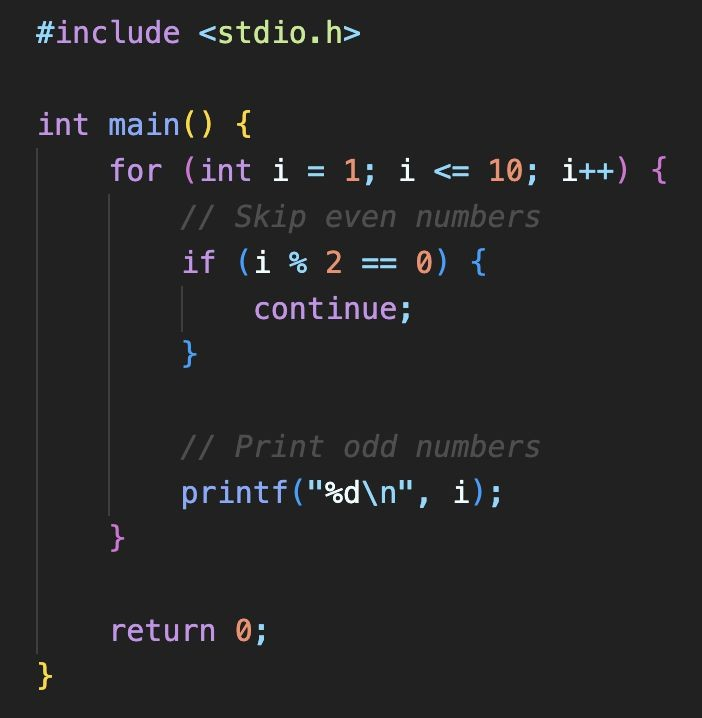 #include <stdio.h>

int main() {
    for (int i = 1; i <= 10; i++) {
        // Skip even numbers
        if (i % 2 == 0) {
            continue;
        }

        // Print odd numbers
        printf("%d\n", i);
    }

    return 0;
}